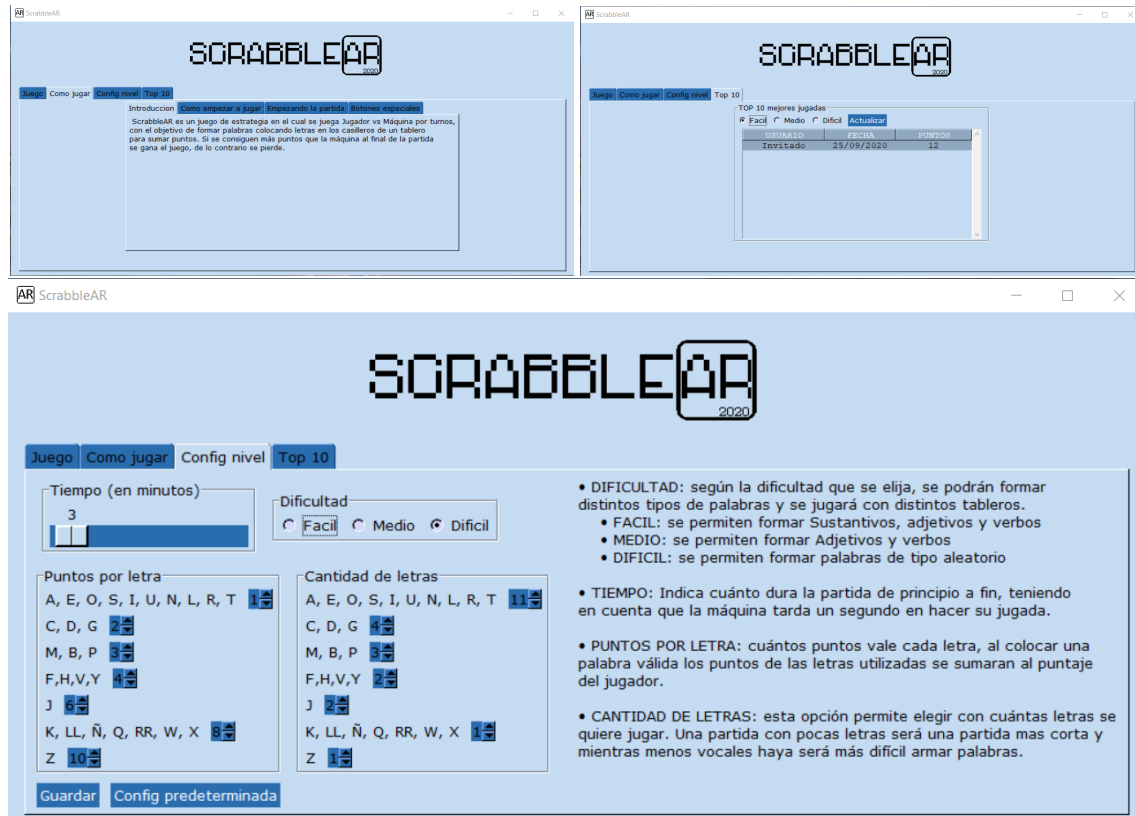 AR ScrabbleAR
SCRABBLEAR
2020
Juego Como jugar Config nivel Top 10
Introduccion Como empezar a jugar Empezando la partida Botones especiales
ScrabbleAR es un juego de estrategia en el cual se juega Jugador vs Máquina por turnos,
con el objetivo de formar palabras colocando letras en los casilleros de un tablero
para sumar puntos. Si se consiguen más puntos que la máquina al final de la partida
se gana el juego, de lo contrario se pierde.
AR ScrabbleAR
SCRABBLEAR
2020
Juego Como jugar Config nivel Top 10
TOP 10 mejores jugadas
Facil Medio Dificil Actualizar
USUARIO FECHA PUNTOS
Invitado 25/09/2020 12
AR ScrabbleAR
SCRABBLEAR
2020
Juego Como jugar Config nivel Top 10
Tiempo (en minutos)
3
Dificultad
Facil Medio Dificil
Puntos por letra
A, E, O, S, I, U, N, L, R, T 1
C, D, G 2
M, B, P 3
F,H,V,Y 4
J 6
K, LL, Ñ, Q, RR, W, X 8
Z 10
Cantidad de letras
A, E, O, S, I, U, N, L, R, T 11
C, D, G 4
M, B, P 3
F,H,V,Y 2
J 2
K, LL, Ñ, Q, RR, W, X 1
Z 1
Guardar Config predeterminada
• DIFICULTAD: según la dificultad que se elija, se podrán formar
distintos tipos de palabras y se jugará con distintos tableros.
• FACIL: se permiten formar Sustantivos, adjetivos y verbos
• MEDIO: se permiten formar Adjetivos y verbos
• DIFICIL: se permiten formar palabras de tipo aleatorio
• TIEMPO: Indica cuánto dura la partida de principio a fin, teniendo
en cuenta que la máquina tarda un segundo en hacer su jugada.
• PUNTOS POR LETRA: cuántos puntos vale cada letra, al colocar una
palabra válida los puntos de las letras utilizadas se sumaran al puntaje
del jugador.
• CANTIDAD DE LETRAS: esta opción permite elegir con cuántas letras se
quiere jugar. Una partida con pocas letras será una partida mas corta y
mientras menos vocales haya será más difícil armar palabras.